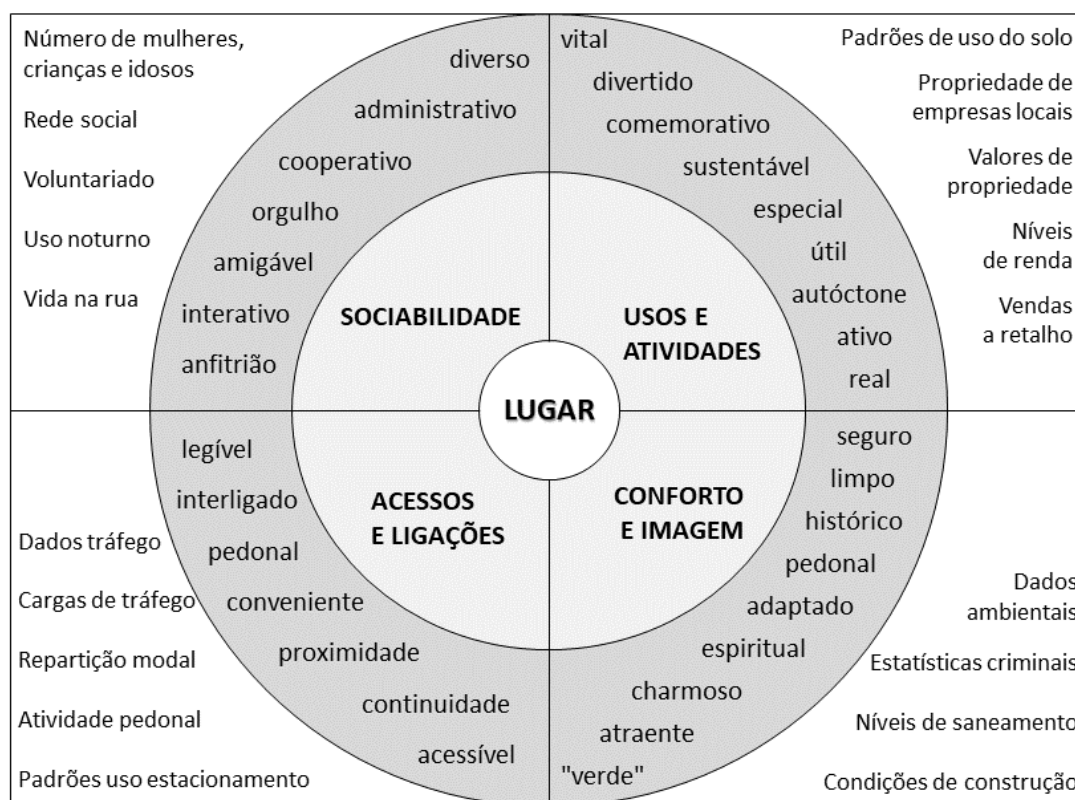 Número de mulheres,
crianças e idosos
Rede social
Voluntariado
Uso noturno
Vida na rua
diverso
administrativo
cooperativo
orgulho
amigável
interativo
anfitrião
SOCIABILIDADE
vital
divertido
comemorativo
sustentável
especial
útil
autóctone
ativo
real
USOS E
ATIVIDADES
Padrões de uso do solo
Propriedade de
empresas locais
Valores de
propriedade
Níveis
de renda
Vendas
a retalho
LUGAR
legível
interligado
pedonal
conveniente
proximidade
continuidade
acessível
ACESSOS
E LIGAÇÕES
Dados tráfego
Cargas de tráfego
Repartição modal
Atividade pedonal
Padrões uso estacionamento
CONFORTO
E IMAGEM
seguro
limpo
histórico
pedonal
adaptado
espiritual
charmoso
atraente
"verde"
Dados
ambientais
Estatísticas criminais
Níveis de saneamento
Condições de construção